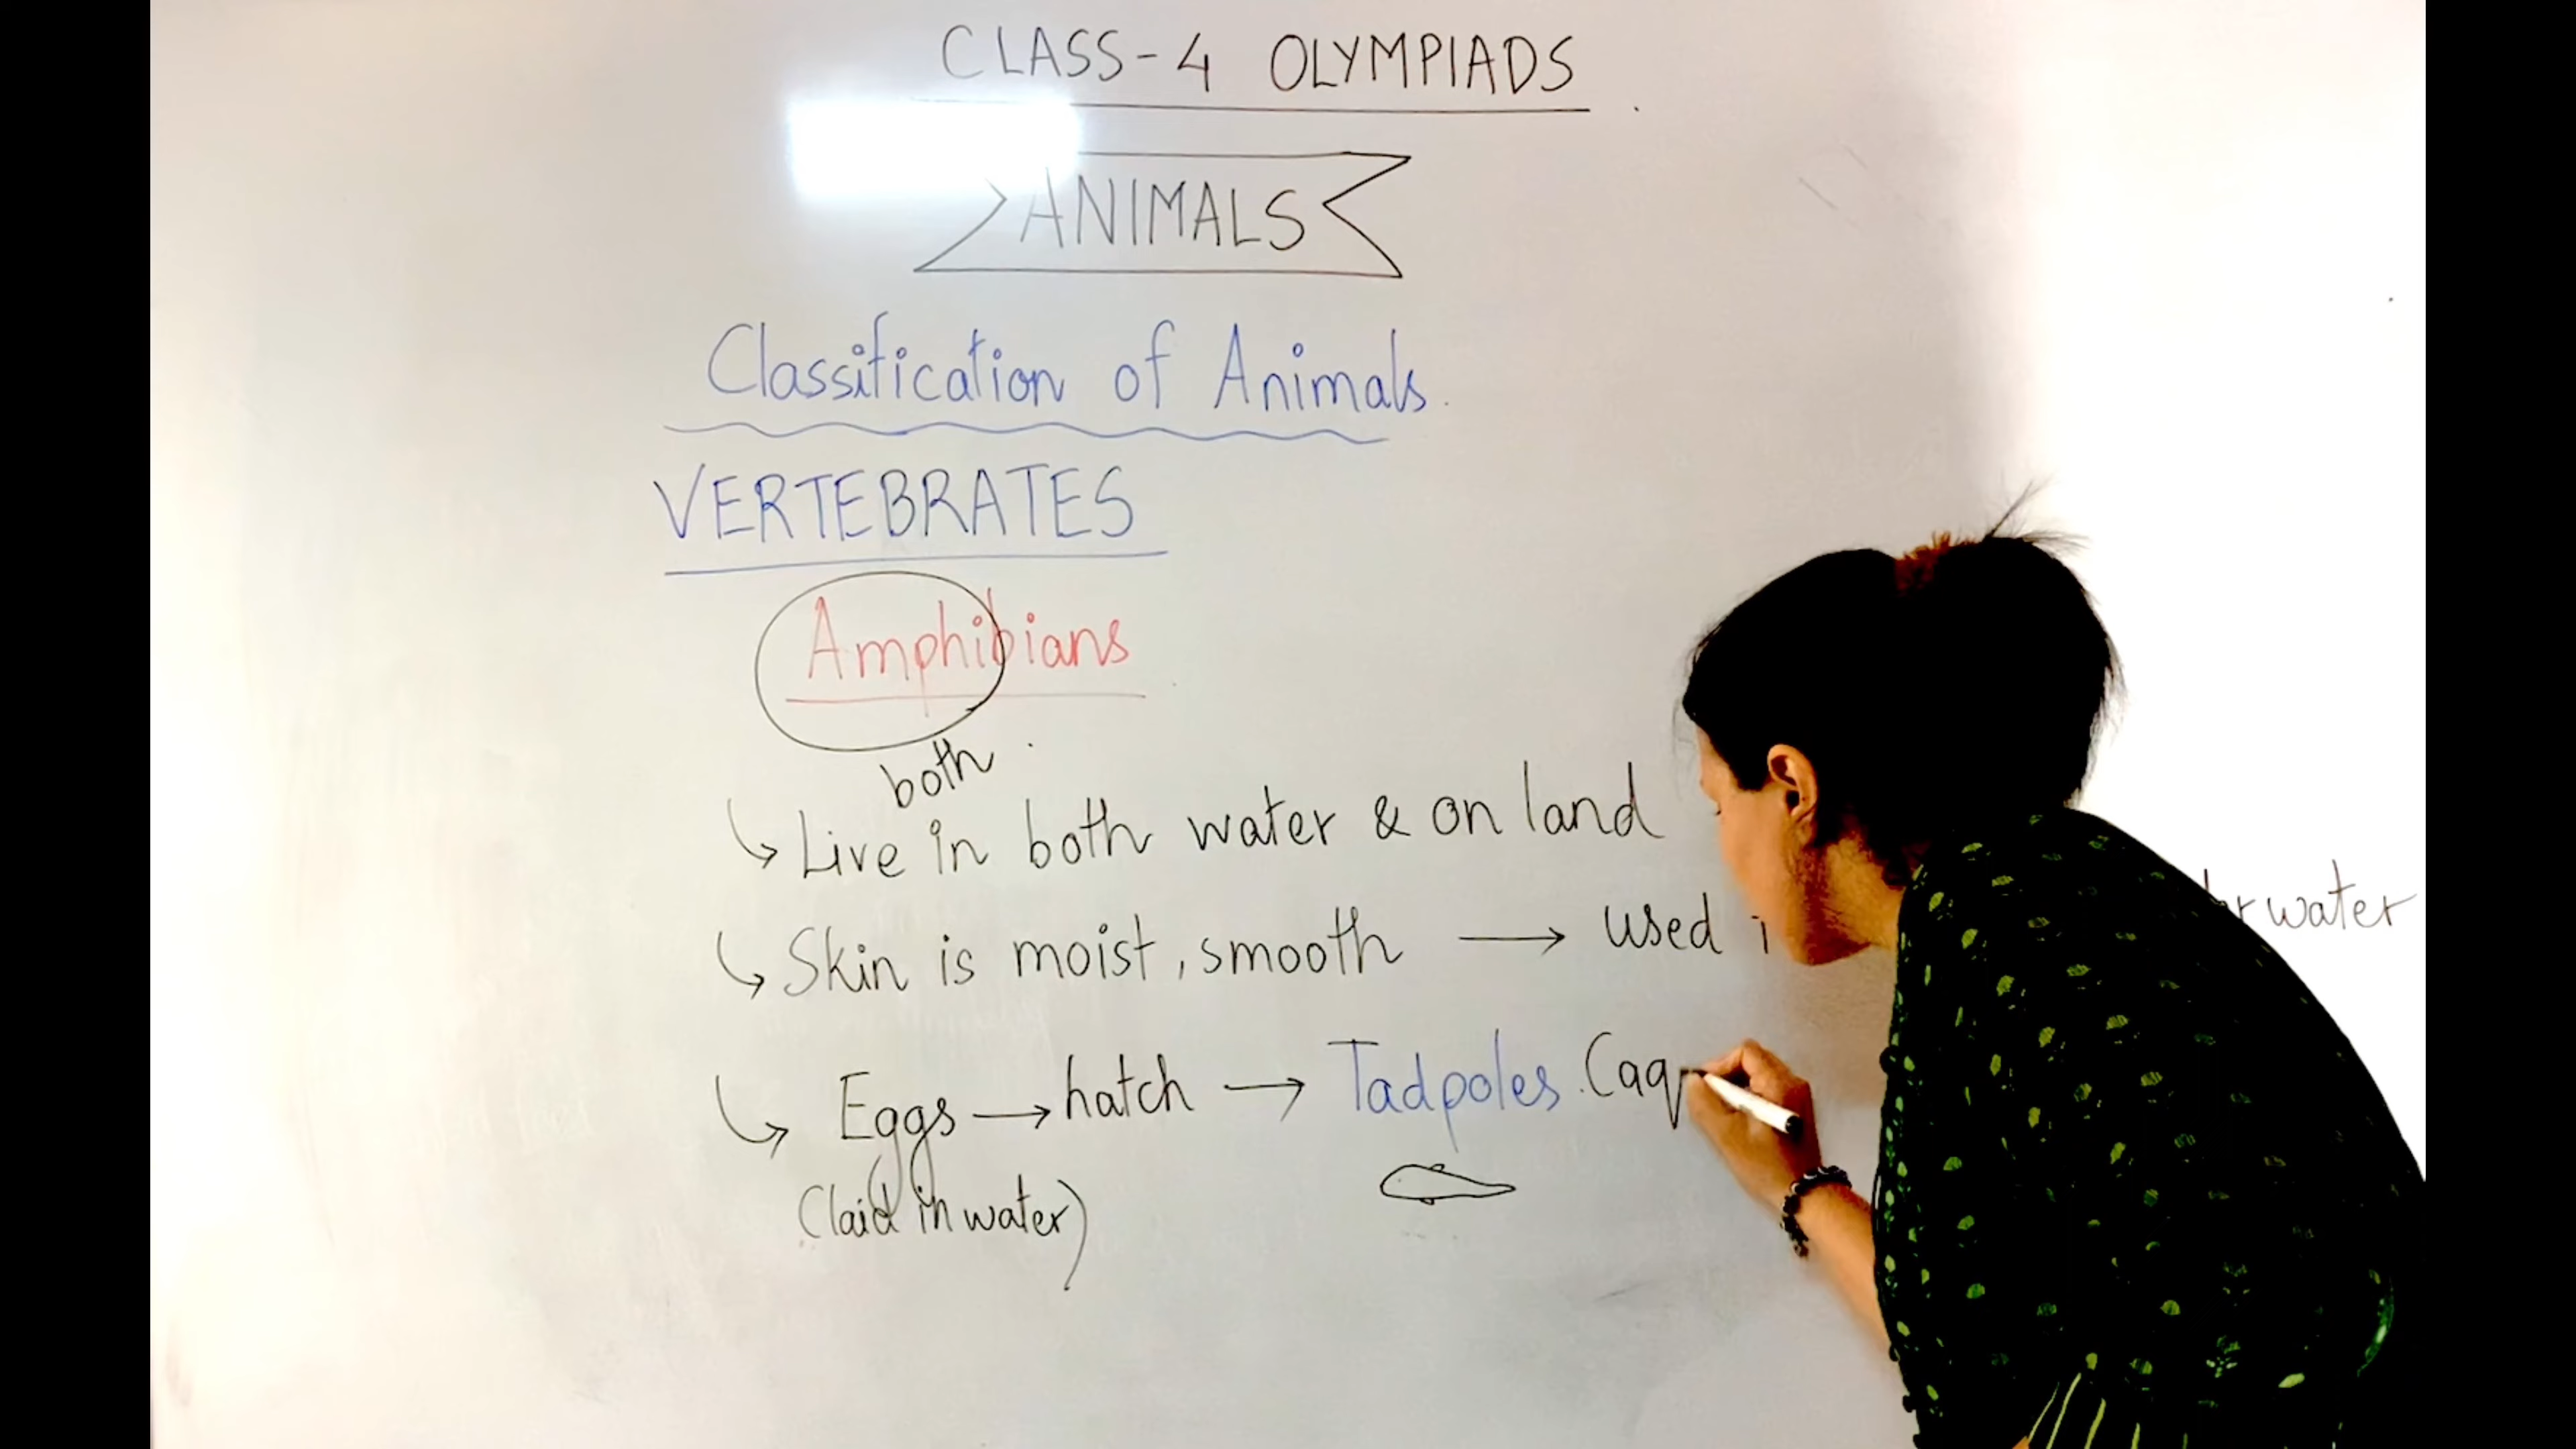 CLASS-4 OLYMPIADS
ANIMALS
Classification of Animals.
VERTEBRATES
Amphibians
both
↳ Live in both water & on land
↳ Skin is moist, smooth → used water
↳ Eggs → hatch → Tadpoles. (aq
(laid in water)